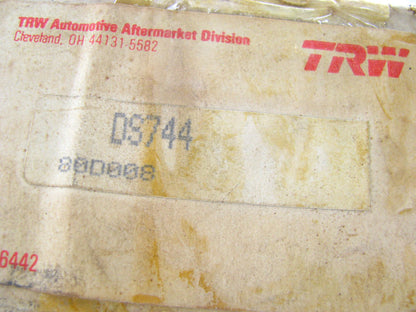 TRW Automotive Aftermarket Division
Cleveland, OH 44131-5582
TRW
DS744
80D008
6442